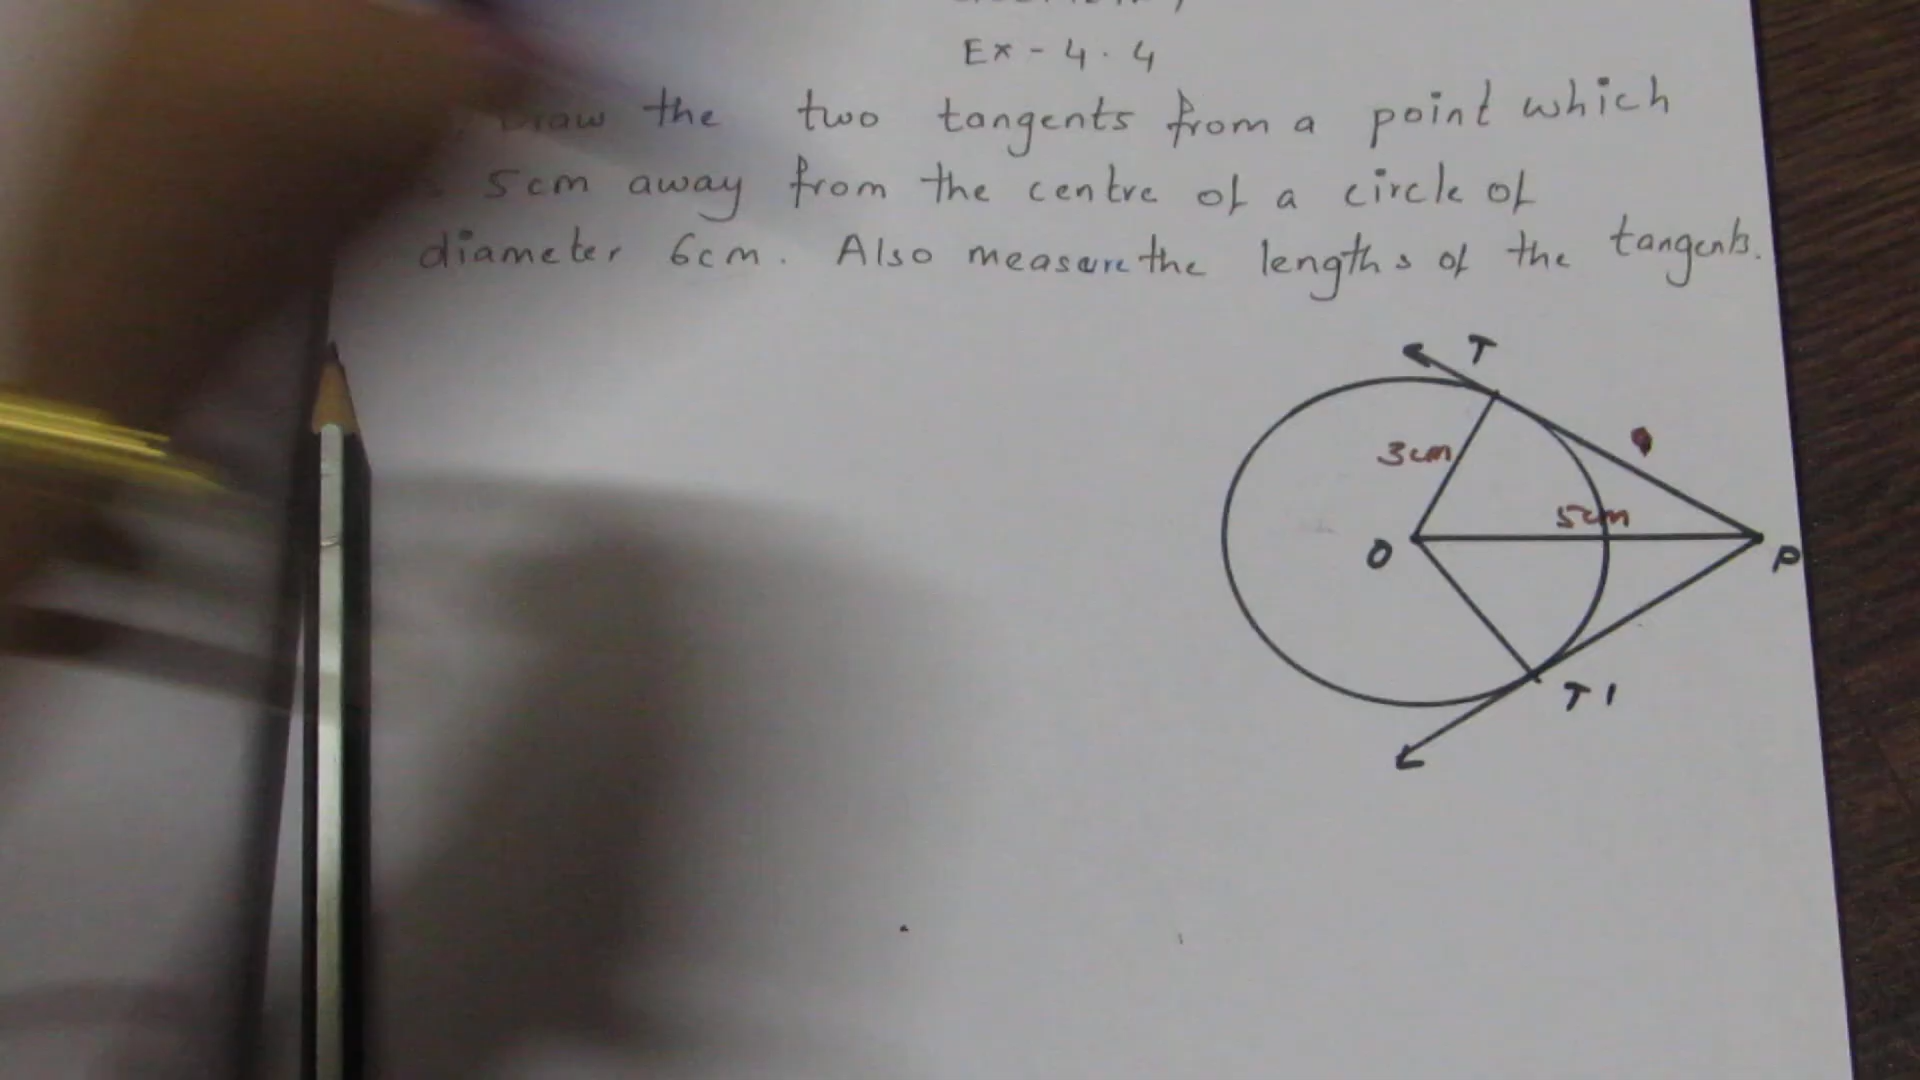 Ex - 4.4
Draw the two tangents from a point which
5cm away from the centre of a circle of
diameter 6cm. Also measure the lengths of the tangents.
T
3cm
5cm
O
P
T1